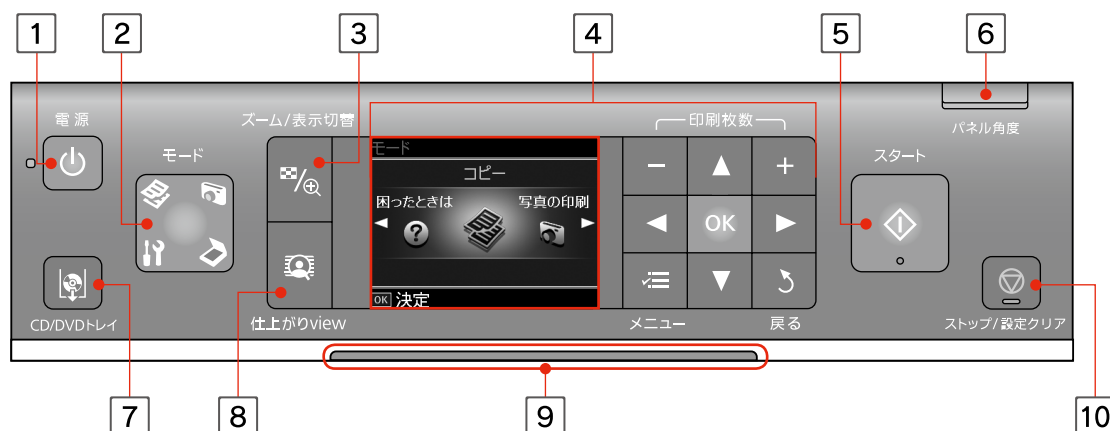 1
2
3
4
5
6
電源
モード
ズーム/表示切替
印刷枚数
パネル角度
スタート
モード
コピー
困ったときは
写真の印刷
OK 決定
−
+
OK
CD/DVDトレイ
仕上がりview
メニュー
戻る
ストップ/設定クリア
7
8
9
10